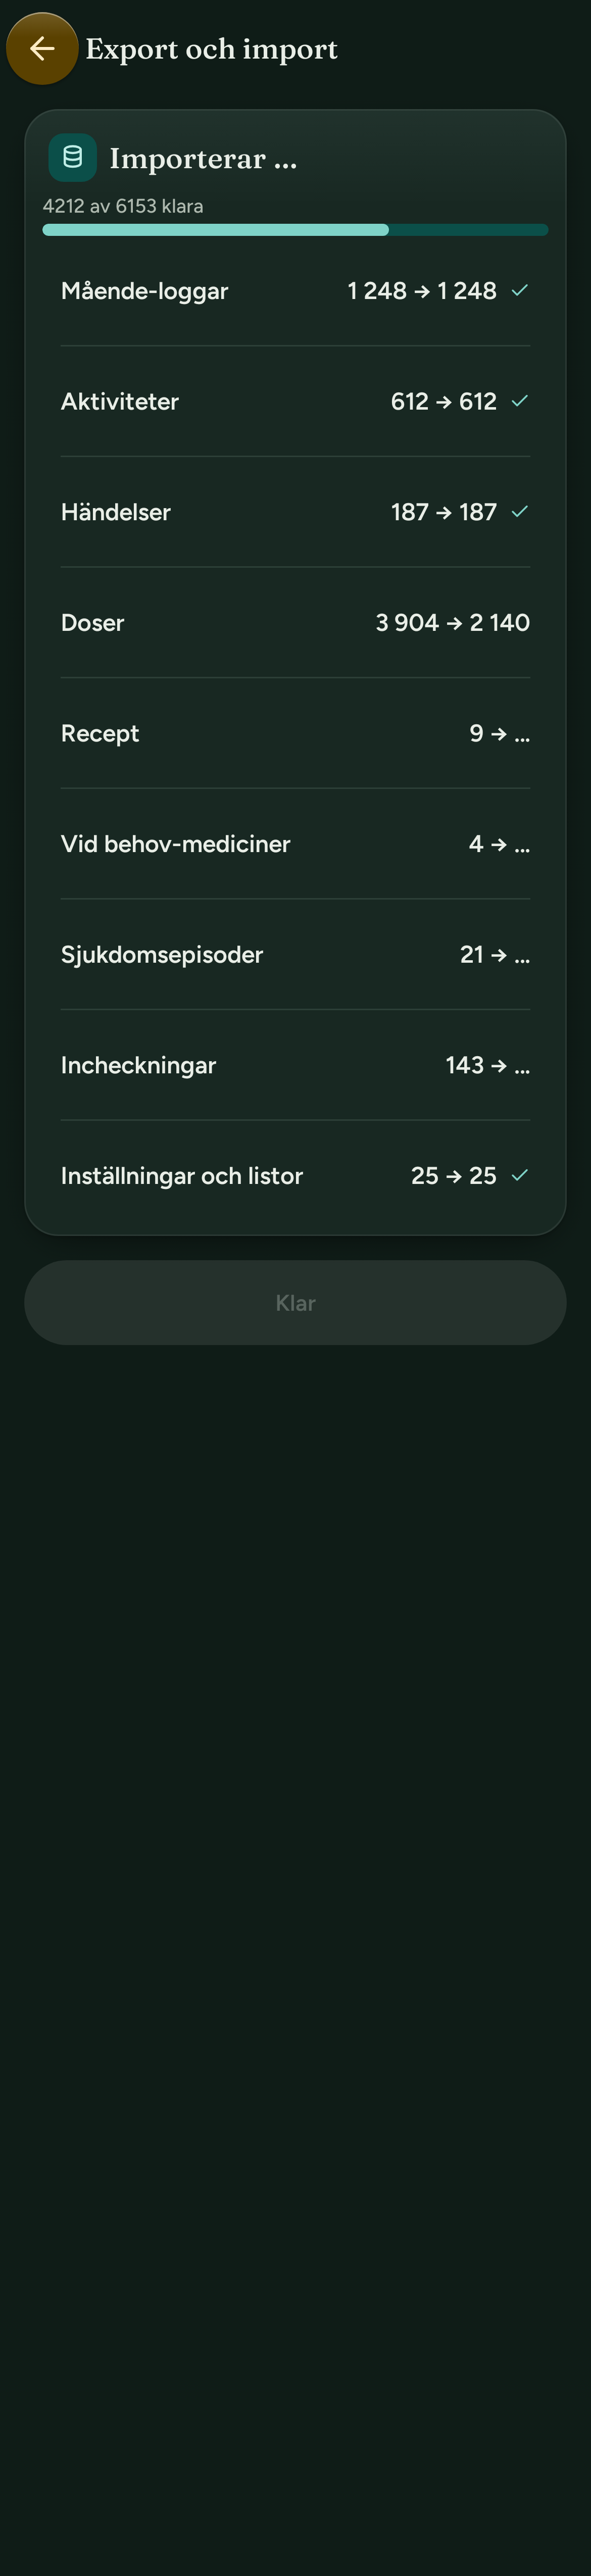 Export och import
Importerar ...
4212 av 6153 klara
Mående-loggar 1 248 → 1 248 ✓
Aktiviteter 612 → 612 ✓
Händelser 187 → 187 ✓
Doser 3 904 → 2 140
Recept 9 → ...
Vid behov-mediciner 4 → ...
Sjukdomsepisoder 21 → ...
Incheckningar 143 → ...
Inställningar och listor 25 → 25 ✓
Klar